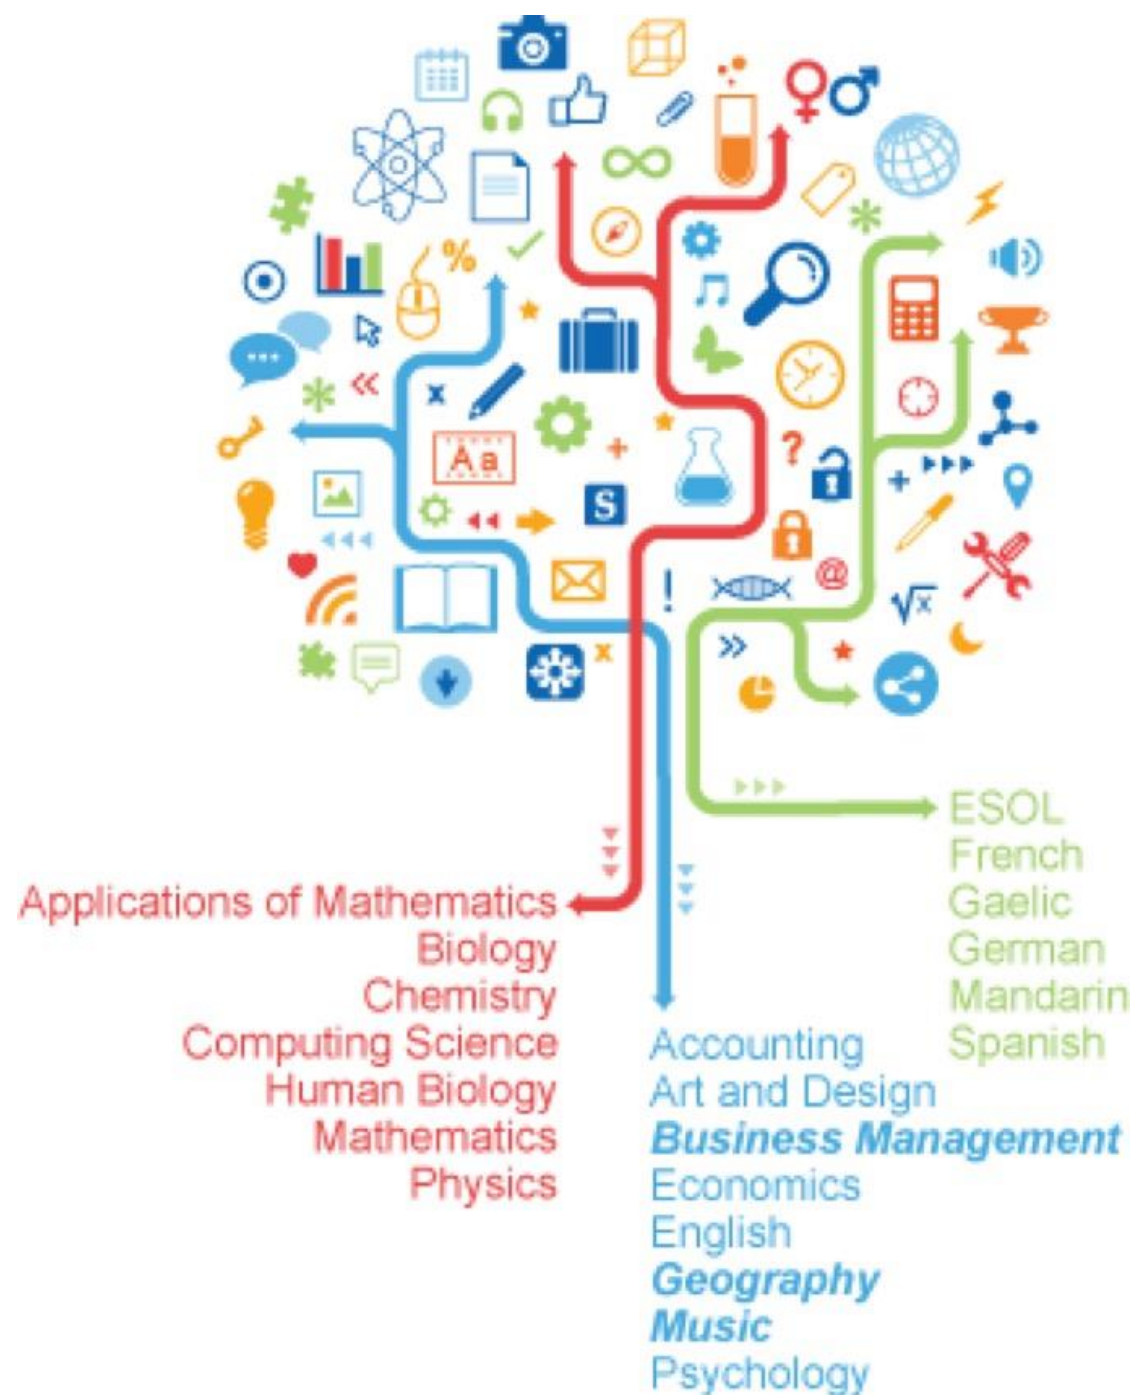 %
x
Aa
S
?
+
+
@
!
√x
x
Applications of Mathematics
Biology
Chemistry
Computing Science
Human Biology
Mathematics
Physics
Accounting
Art and Design
Business Management
Economics
English
Geography
Music
Psychology
ESOL
French
Gaelic
German
Mandarin
Spanish